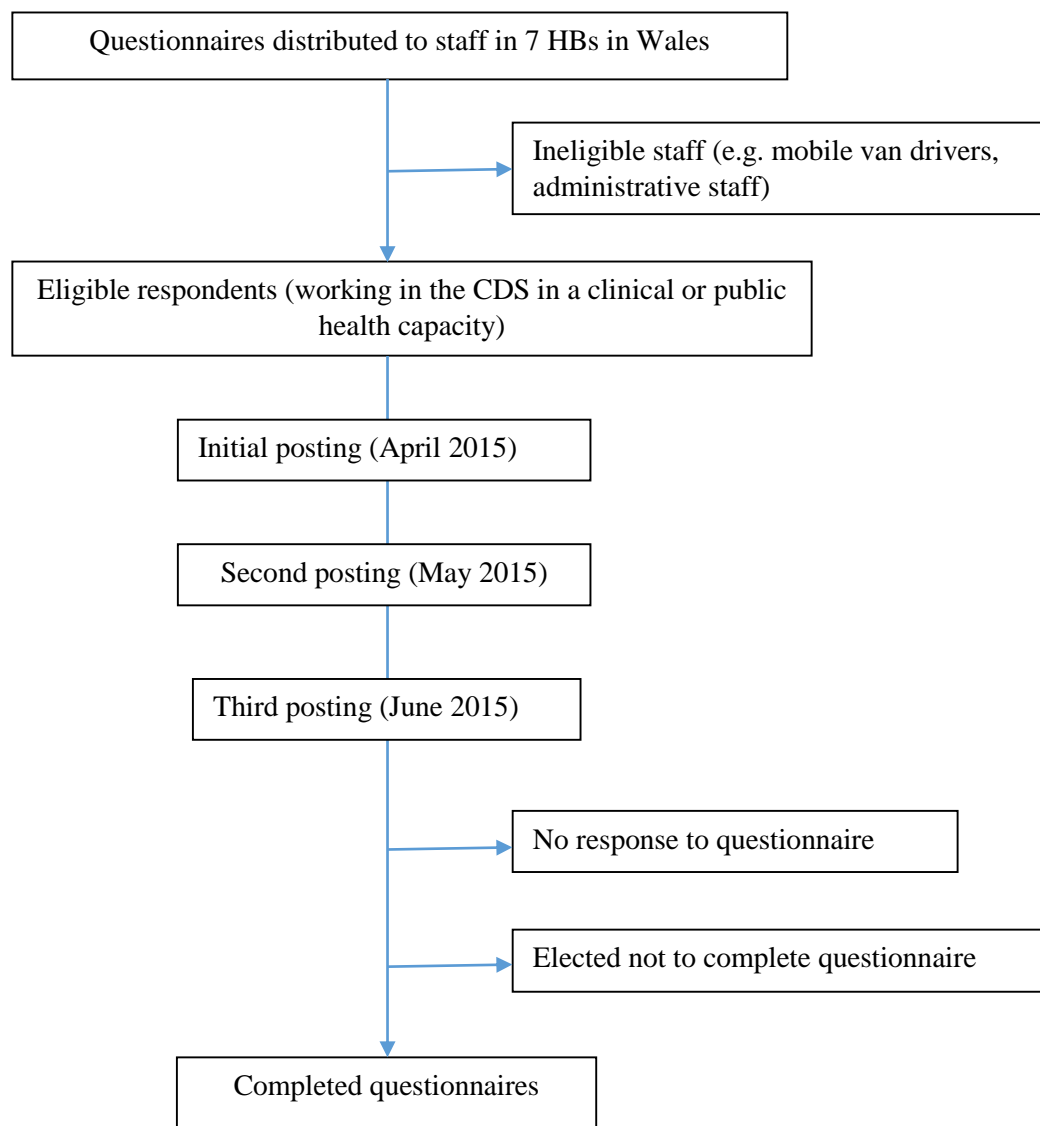 Questionnaires distributed to staff in 7 HBs in Wales
Ineligible staff (e.g. mobile van drivers,
administrative staff)
Eligible respondents (working in the CDS in a clinical or public
health capacity)
Initial posting (April 2015)
Second posting (May 2015)
Third posting (June 2015)
No response to questionnaire
Elected not to complete questionnaire
Completed questionnaires